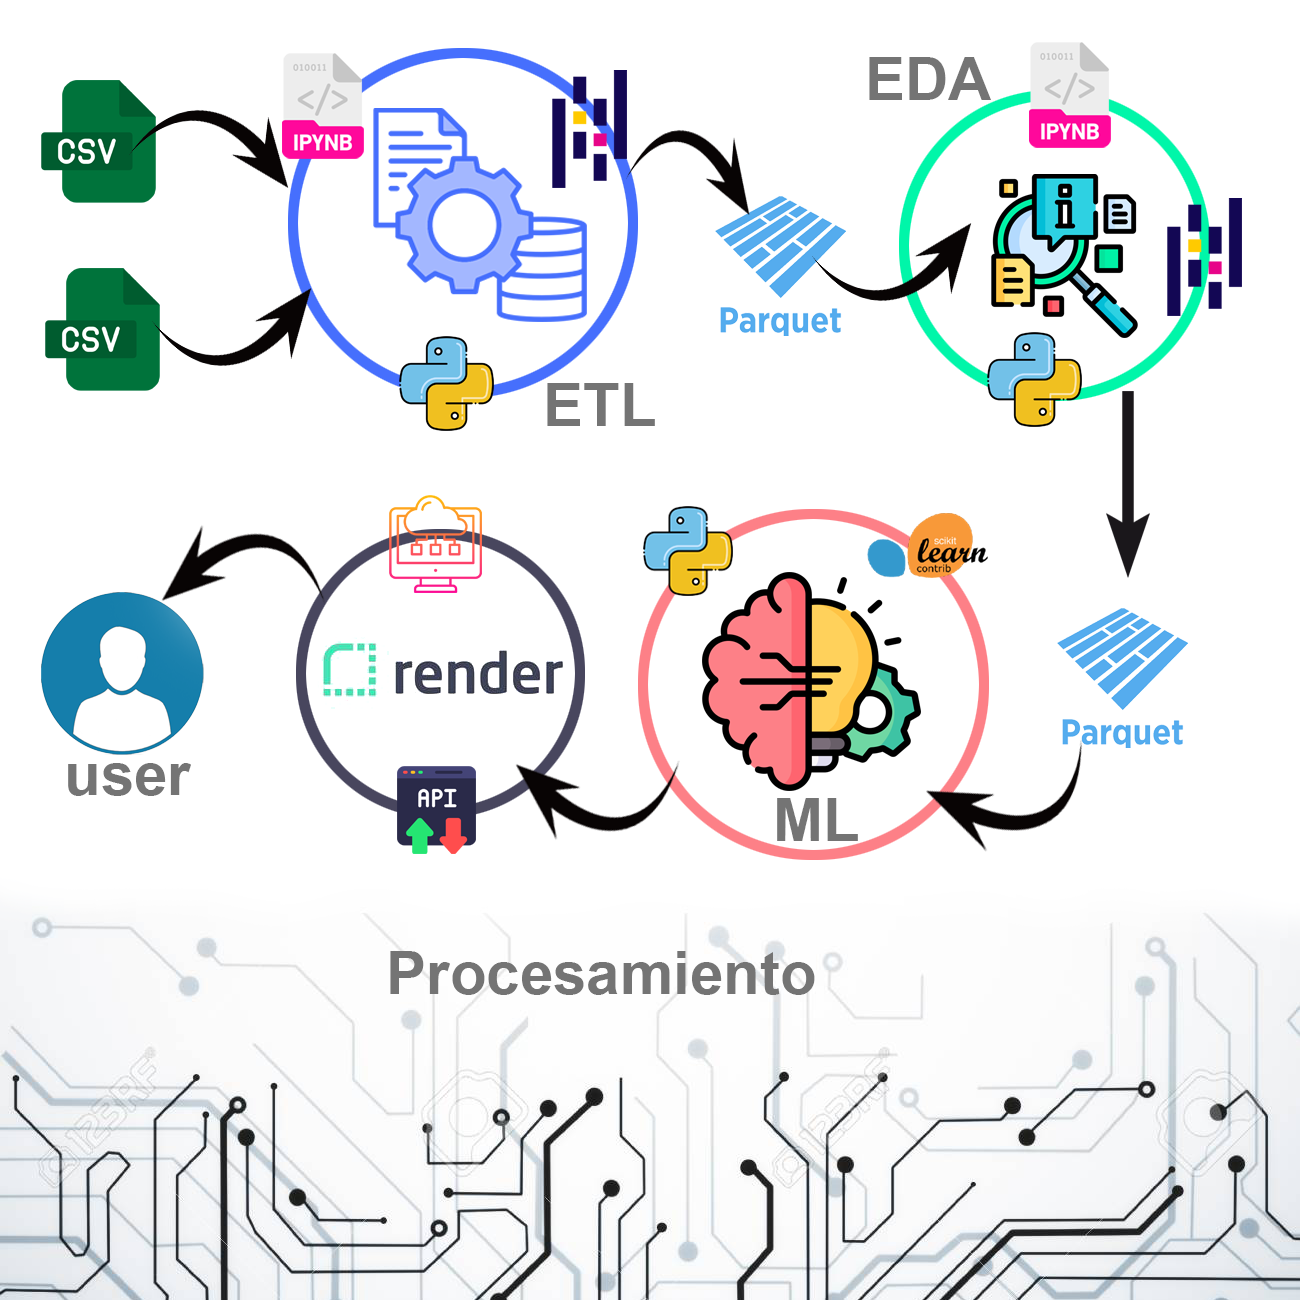 010011
</>
IPYNB
CSV
CSV
ETL
Parquet
EDA
010011
</>
IPYNB
i
Parquet
scikit
learn
contrib
ML
render
API
user
Procesamiento
123RF
123RF
123RF